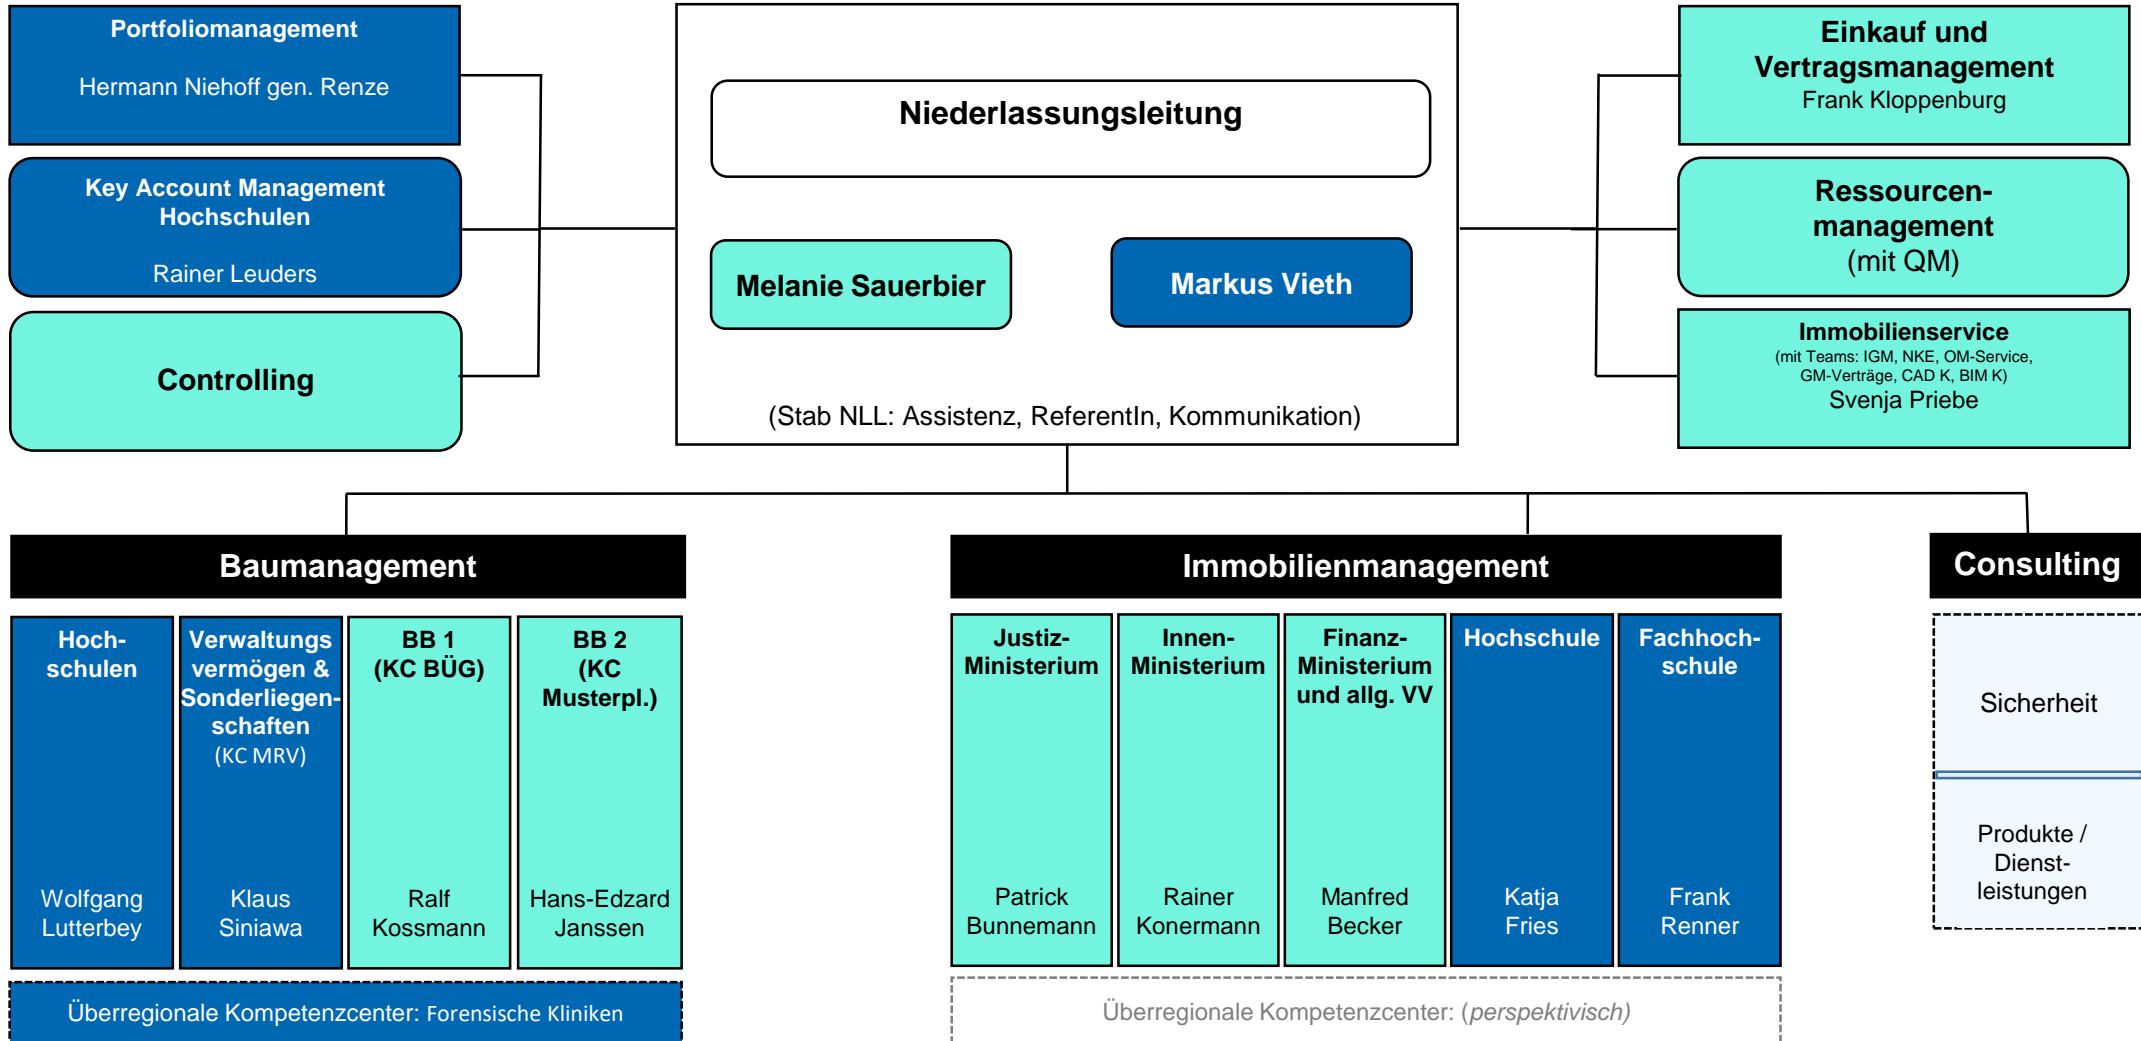 Portfoliomanagement
Hermann Niehoff gen. Renze
Key Account Management
Hochschulen
Rainer Leuders
Controlling
Niederlassungsleitung
Melanie Sauerbier
Markus Vieth
(Stab NLL: Assistenz, ReferentIn, Kommunikation)
Einkauf und
Vertragsmanagement
Frank Kloppenburg
Ressourcen-
management
(mit QM)
Immobilienservice
(mit Teams: IGM, NKE, OM-Service,
GM-Verträge, CAD K, BIM K)
Svenja Priebe
Baumanagement
Hoch-
schulen
Wolfgang
Lutterbey
Verwaltungs
vermögen &
Sonderliegen-
schaften
(KC MRV)
Klaus
Siniawa
BB 1
(KC BÜG)
Ralf
Kossmann
BB 2
(KC
Musterpl.)
Hans-Edzard
Janssen
Überregionale Kompetenzcenter: Forensische Kliniken
Immobilienmanagement
Justiz-
Ministerium
Patrick
Bunnemann
Innen-
Ministerium
Rainer
Konermann
Finanz-
Ministerium
und allg. VV
Manfred
Becker
Hochschule
Katja
Fries
Fachhoch-
schule
Frank
Renner
Überregionale Kompetenzcenter: (perspektivisch)
Consulting
Sicherheit
Produkte /
Dienst-
leistungen